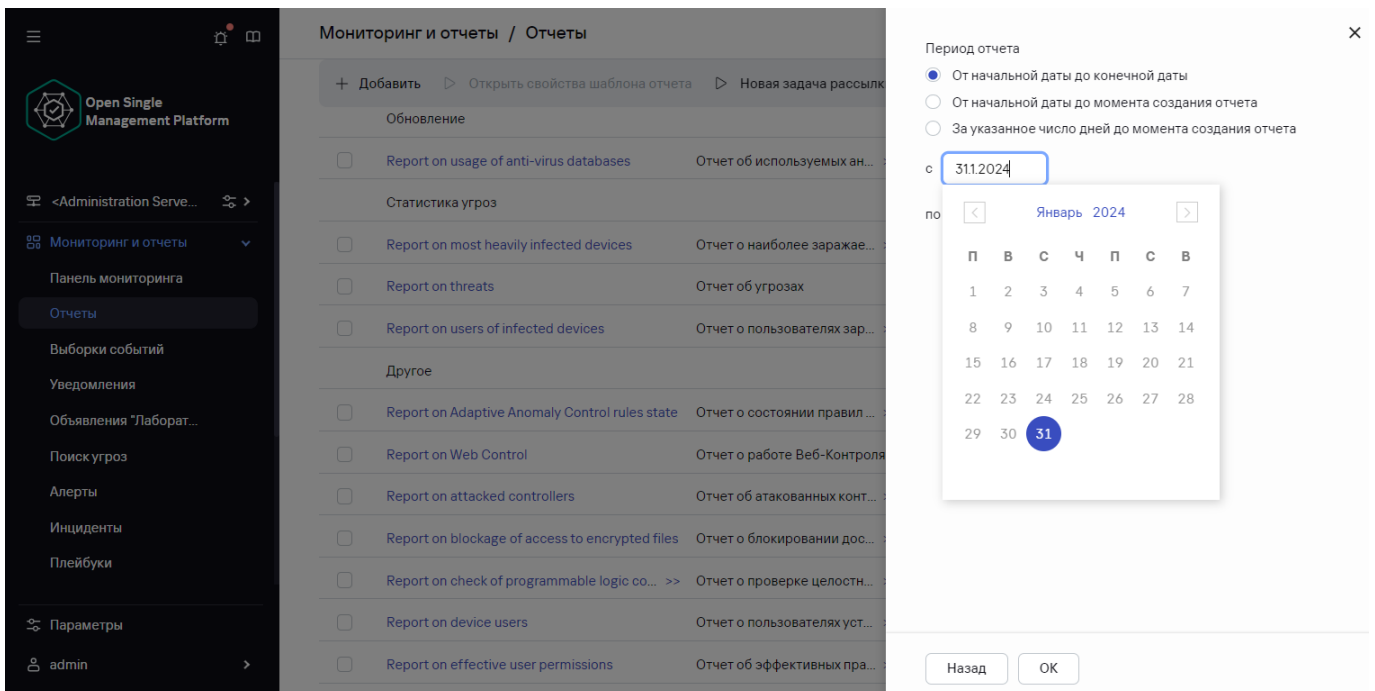 Open Single
Management Platform
<Administration Serve...
Мониторинг и отчеты
Панель мониторинга
Отчеты
Выборки событий
Уведомления
Объявления "Лаборат...
Поиск угроз
Алерты
Инциденты
Плейбуки
Параметры
admin
Мониторинг и отчеты / Отчеты
Добавить Открыть свойства шаблона отчета Новая задача рассылк
Обновление
Report on usage of anti-virus databases Отчет об используемых ан...
Статистика угроз
Report on most heavily infected devices Отчет о наиболее заражае...
Report on threats Отчет об угрозах
Report on users of infected devices Отчет о пользователях зар...
Другое
Report on Adaptive Anomaly Control rules state Отчет о состоянии правил ...
Report on Web Control Отчет о работе Веб-Контроля
Report on attacked controllers Отчет об атакованных конт...
Report on blockage of access to encrypted files Отчет о блокировании дос...
Report on check of programmable logic co... >> Отчет о проверке целостн...
Report on device users Отчет о пользователях уст...
Report on effective user permissions Отчет об эффективных пра...
Период отчета
От начальной даты до конечной даты
От начальной даты до момента создания отчета
За указанное число дней до момента создания отчета
с 31.1.2024
по
Январь 2024
П В С Ч П С В
1 2 3 4 5 6 7
8 9 10 11 12 13 14
15 16 17 18 19 20 21
22 23 24 25 26 27 28
29 30 31
Назад ОК